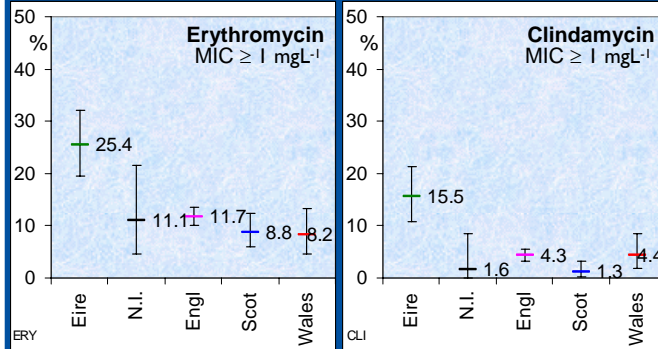 50
%
40
30
20
10
0
Erythromycin
MIC ≥ 1 mgL-1
25.4
11.1
11.7
8.8
8.2
Eire
N.I.
Engl
Scot
Wales
ERY
50
%
40
30
20
10
0
Clindamycin
MIC ≥ 1 mgL-1
15.5
1.6
4.3
1.3
4.4
Eire
N.I.
Engl
Scot
Wales
CLI